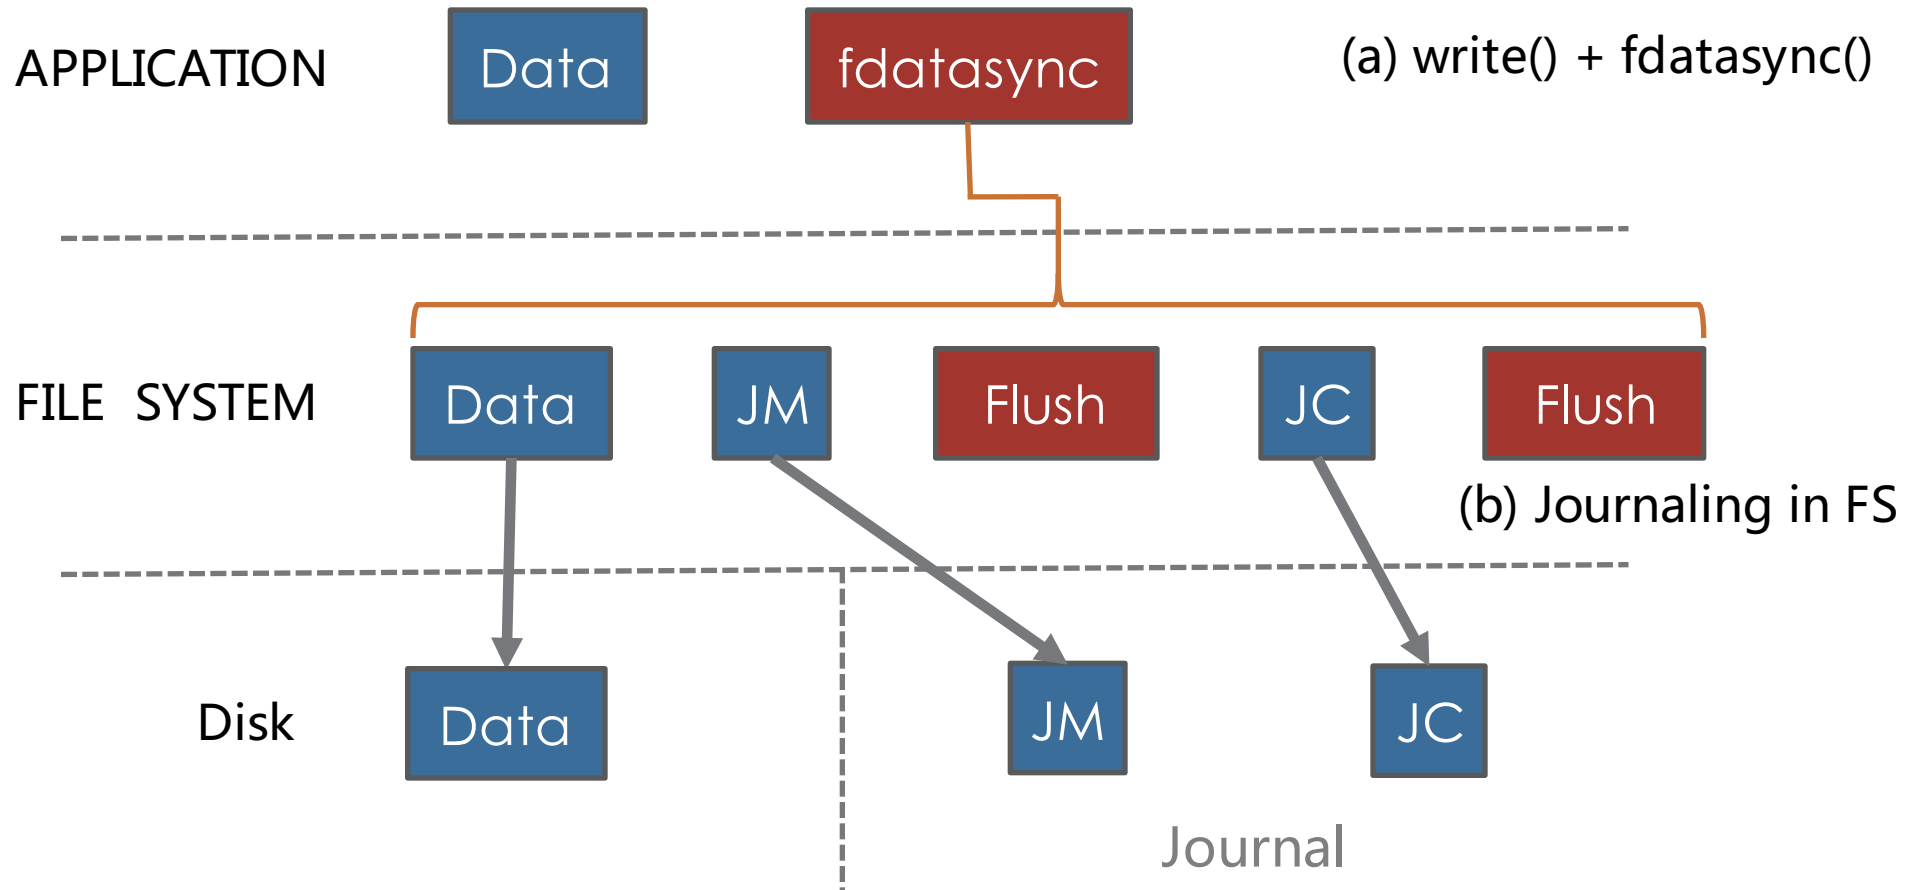 APPLICATION
Data
fdatasync
(a) write() + fdatasync()
FILE SYSTEM
Data
JM
Flush
JC
Flush
(b) Journaling in FS
Disk
Data
JM
JC
Journal